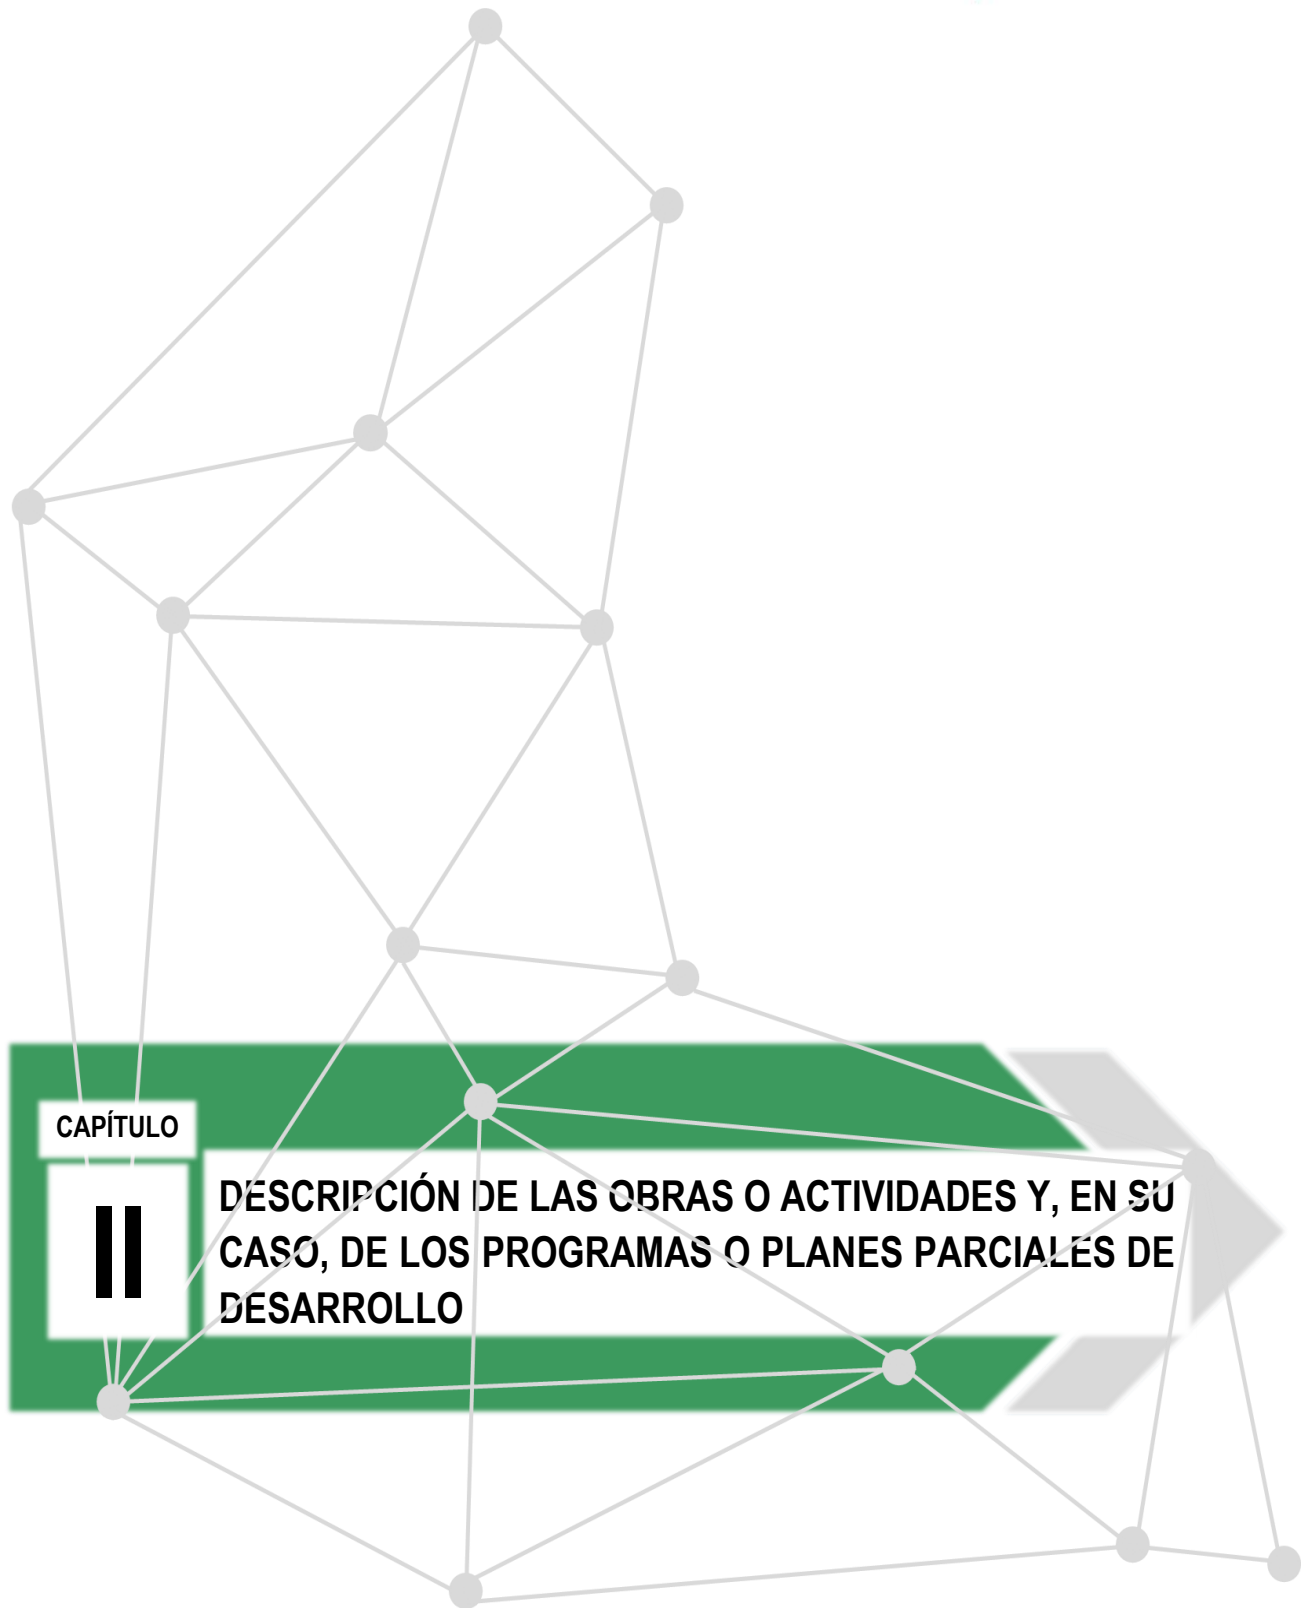 CAPÍTULO
II
DESCRIPCIÓN DE LAS OBRAS O ACTIVIDADES Y, EN SU
CASO, DE LOS PROGRAMAS O PLANES PARCIALES DE
DESARROLLO